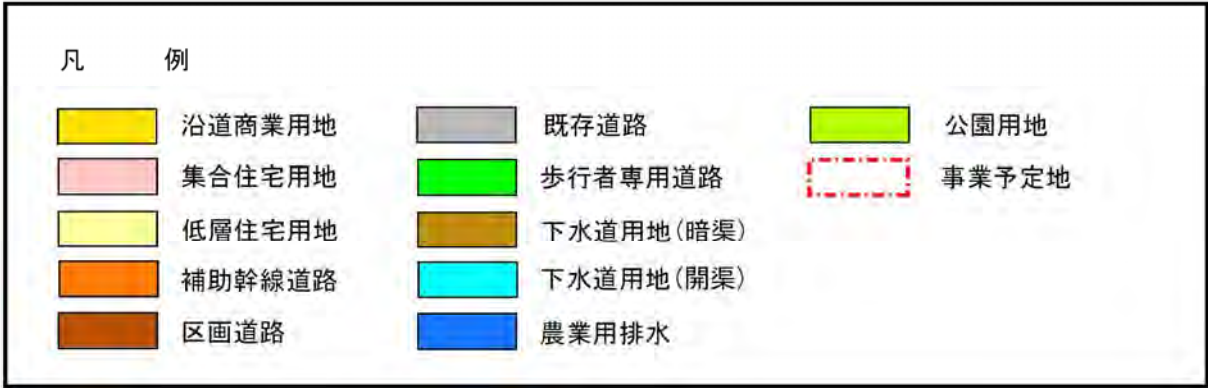 凡 例
沿道商業用地
集合住宅用地
低層住宅用地
補助幹線道路
区画道路
既存道路
歩行者専用道路
下水道用地(暗渠)
下水道用地(開渠)
農業用排水
公園用地
事業予定地